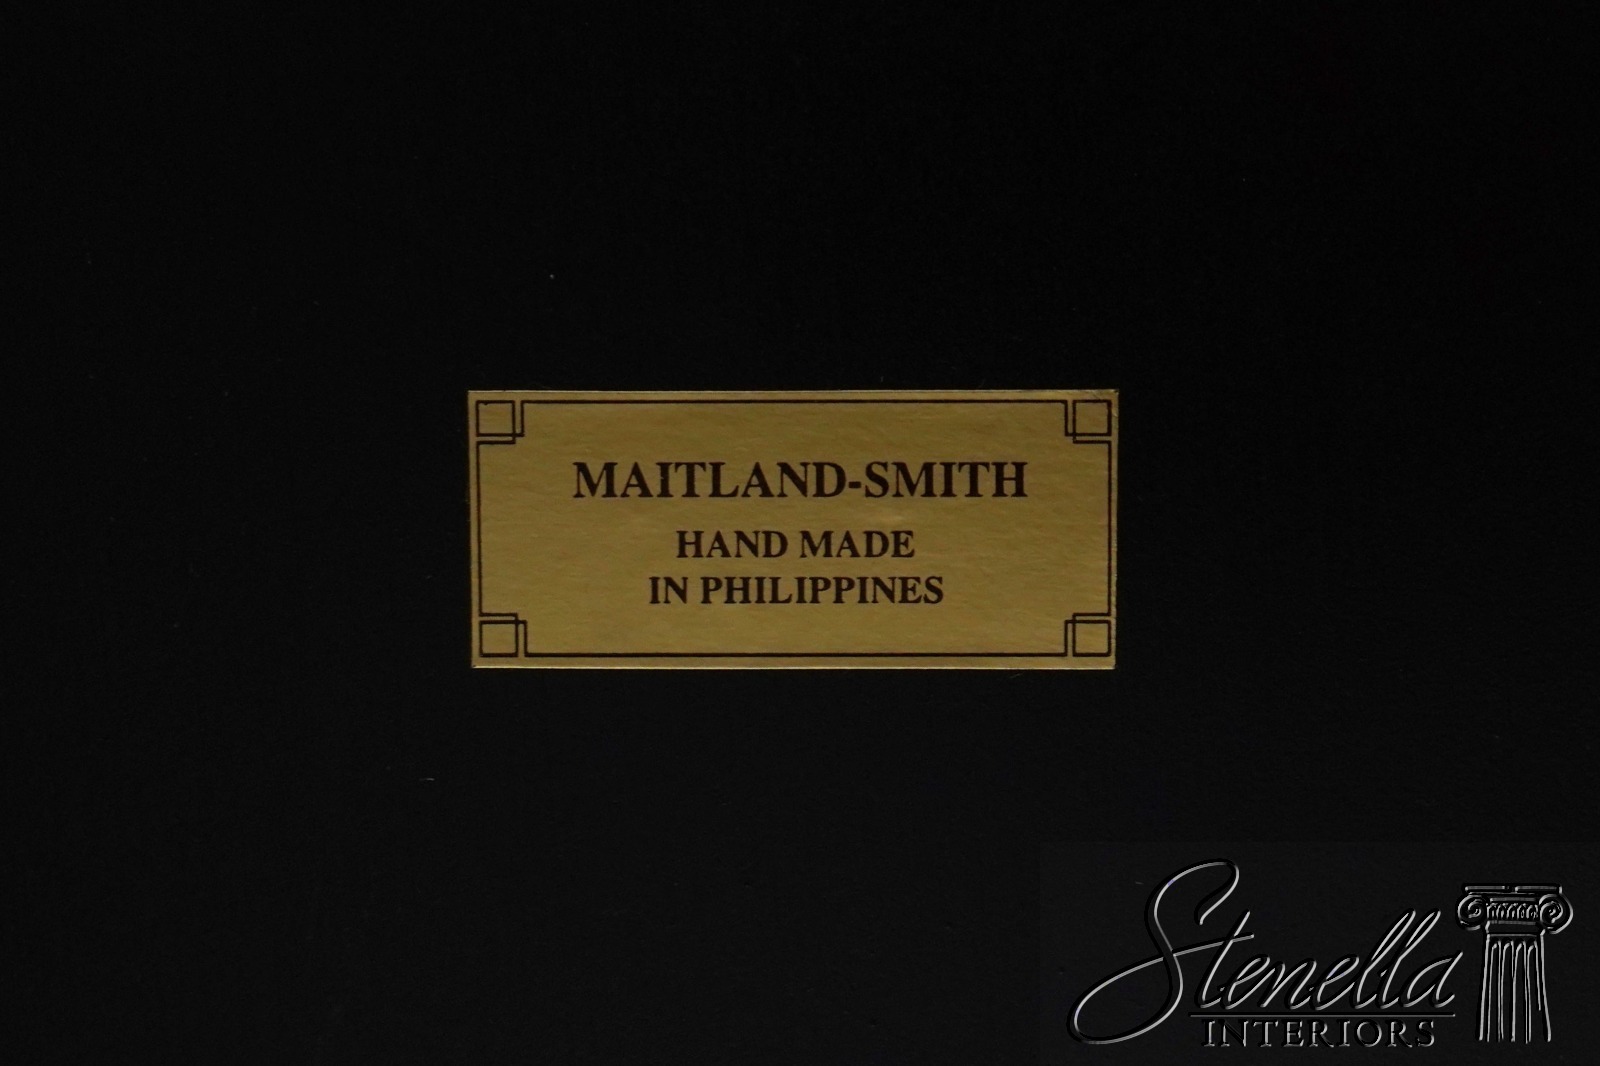 MAITLAND-SMITH
HAND MADE
IN PHILIPPINES
Stenella
INTERIORS